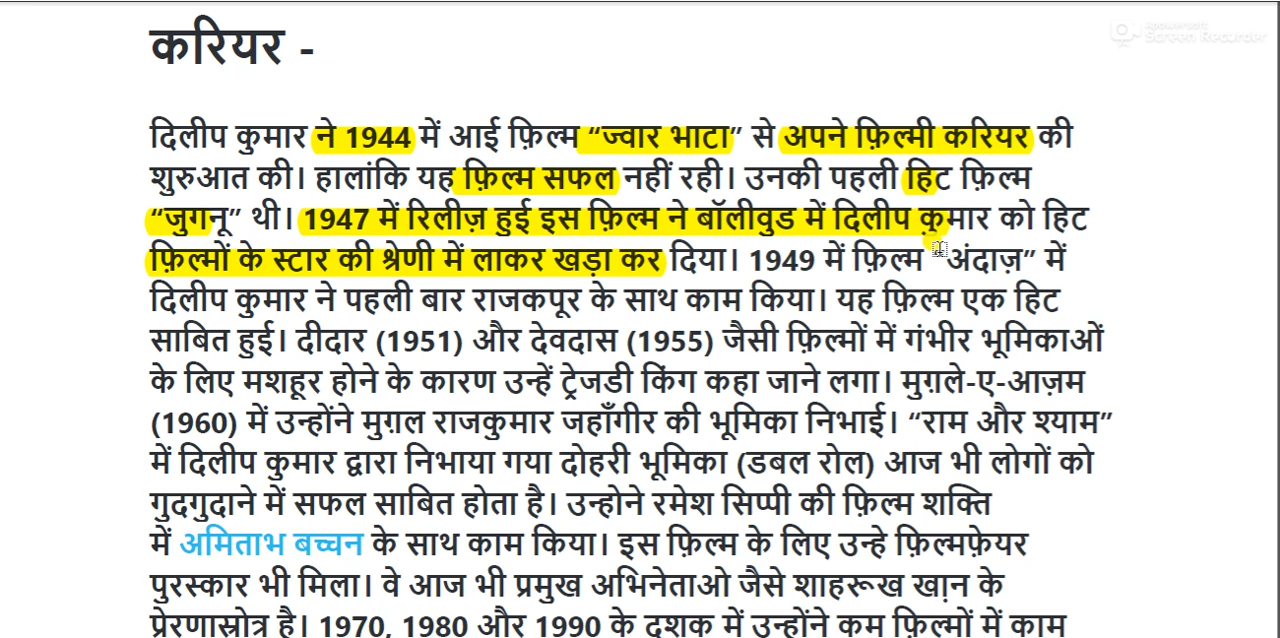 Apowersoft
Screen Recorder
करियर -
दिलीप कुमार ने 1944 में आई फ़िल्म “ज्वार भाटा” से अपने फ़िल्मी करियर की
शुरुआत की। हालांकि यह फ़िल्म सफल नहीं रही। उनकी पहली हिट फ़िल्म
“जुगनू” थी। 1947 में रिलीज़ हुई इस फ़िल्म ने बॉलीवुड में दिलीप कुमार को हिट
फ़िल्मों के स्टार की श्रेणी में लाकर खड़ा कर दिया। 1949 में फ़िल्म “अंदाज़” में
दिलीप कुमार ने पहली बार राजकपूर के साथ काम किया। यह फ़िल्म एक हिट
साबित हुई। दीदार (1951) और देवदास (1955) जैसी फ़िल्मों में गंभीर भूमिकाओं
के लिए मशहूर होने के कारण उन्हें ट्रेजडी किंग कहा जाने लगा। मुग़ले-ए-आज़म
(1960) में उन्होंने मुग़ल राजकुमार जहाँगीर की भूमिका निभाई। “राम और श्याम”
में दिलीप कुमार द्वारा निभाया गया दोहरी भूमिका (डबल रोल) आज भी लोगों को
गुदगुदाने में सफल साबित होता है। उन्होने रमेश सिप्पी की फ़िल्म शक्ति
में अमिताभ बच्चन के साथ काम किया। इस फ़िल्म के लिए उन्हे फ़िल्मफ़ेयर
पुरस्कार भी मिला। वे आज भी प्रमुख अभिनेताओ जैसे शाहरूख खा़न के
प्रेरणास्रोत्र है। 1970, 1980 और 1990 के दशक में उन्होंने कम फ़िल्मों में काम